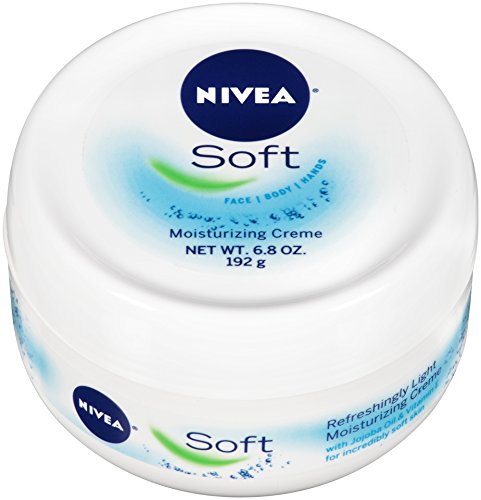 NIVEA
Soft
FACE | BODY | HANDS
Moisturizing Creme
NET WT. 6.8 OZ.
192 g
NIVEA
Soft
Refreshingly Light
Moisturizing Creme
with Jojoba Oil & Vitamin E
for incredibly soft skin